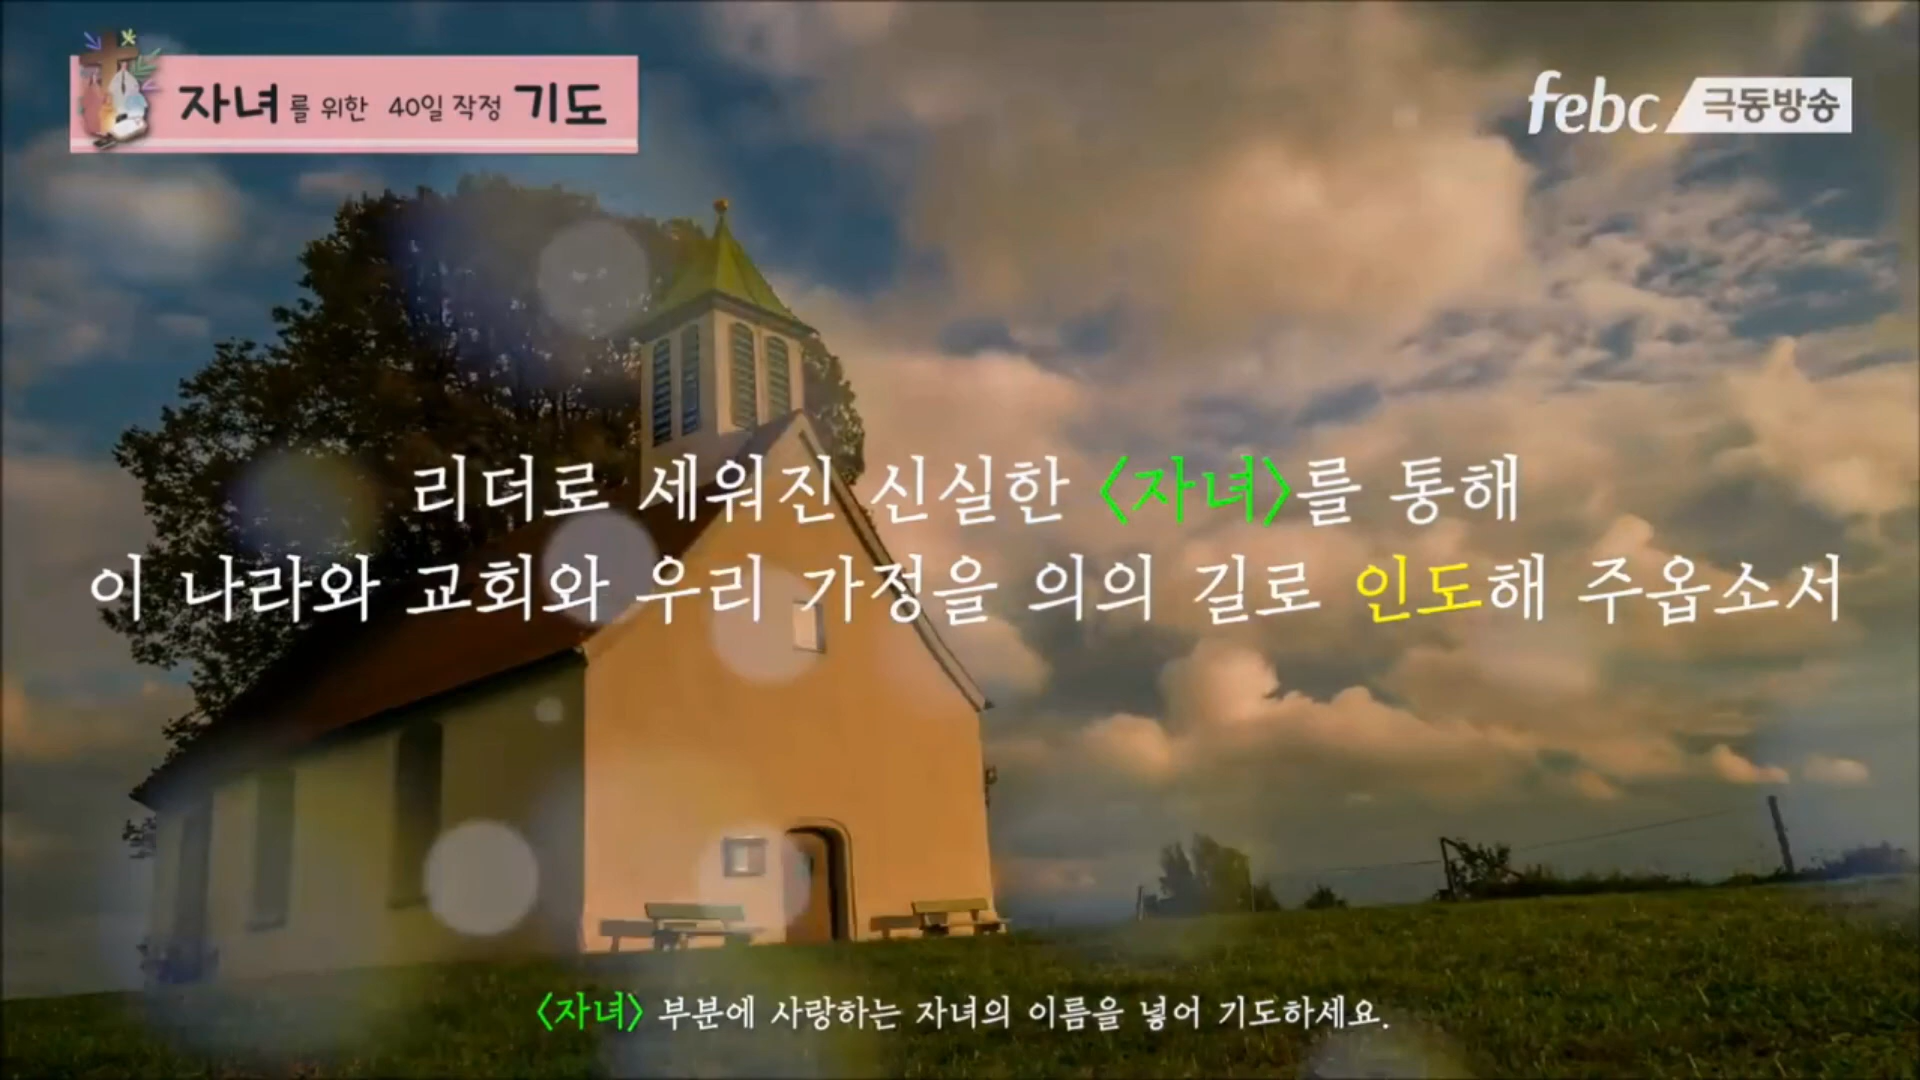 자녀를 위한 40일 작정 기도
febc 극동방송
리더로 세워진 신실한 <자녀>를 통해
이 나라와 교회와 우리 가정을 의의 길로 인도해 주옵소서
<자녀> 부분에 사랑하는 자녀의 이름을 넣어 기도하세요.